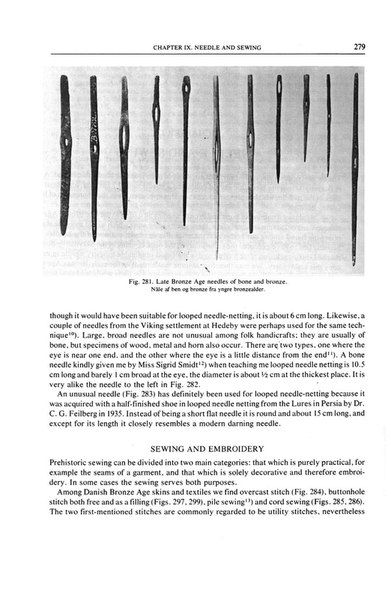 CHAPTER IX. NEEDLE AND SEWING 279
Fig. 281. Late Bronze Age needles of bone and bronze.
Nåle af ben og bronze fra yngre bronzealder.
though it would have been suitable for looped needle-netting, it is about 6 cm long. Likewise, a
couple of needles from the Viking settlement at Hedeby were perhaps used for the same tech-
nique¹⁰). Large, broad needles are not unusual among folk handicrafts; they are usually of
bone, but specimens of wood, metal and horn also occur. There are two types, one where the
eye is near one end, and the other where the eye is a little distance from the end¹¹). A bone
needle kindly given me by Miss Sigrid Smidt¹²) when teaching me looped needle-netting is 10.5
cm long and barely 1 cm broad at the eye, the diameter is about ½ cm at the thickest place. It is
very alike the needle to the left in Fig. 282.
An unusual needle (Fig. 283) has definitely been used for looped needle-netting because it
was acquired with a half-finished shoe in looped needle netting from the Lures in Persia by Dr.
C. G. Feilberg in 1935. Instead of being a short flat needle it is round and about 15 cm long, and
except for its length it closely resembles a modern darning needle.
SEWING AND EMBROIDERY
Prehistoric sewing can be divided into two main categories: that which is purely practical, for
example the seams of a garment, and that which is solely decorative and therefore embroi-
dery. In some cases the sewing serves both purposes.
Among Danish Bronze Age skins and textiles we find overcast stitch (Fig. 284), buttonhole
stitch both free and as a filling (Figs. 297, 299), pile sewing¹³) and cord sewing (Figs. 285, 286).
The two first-mentioned stitches are commonly regarded to be utility stitches, nevertheless